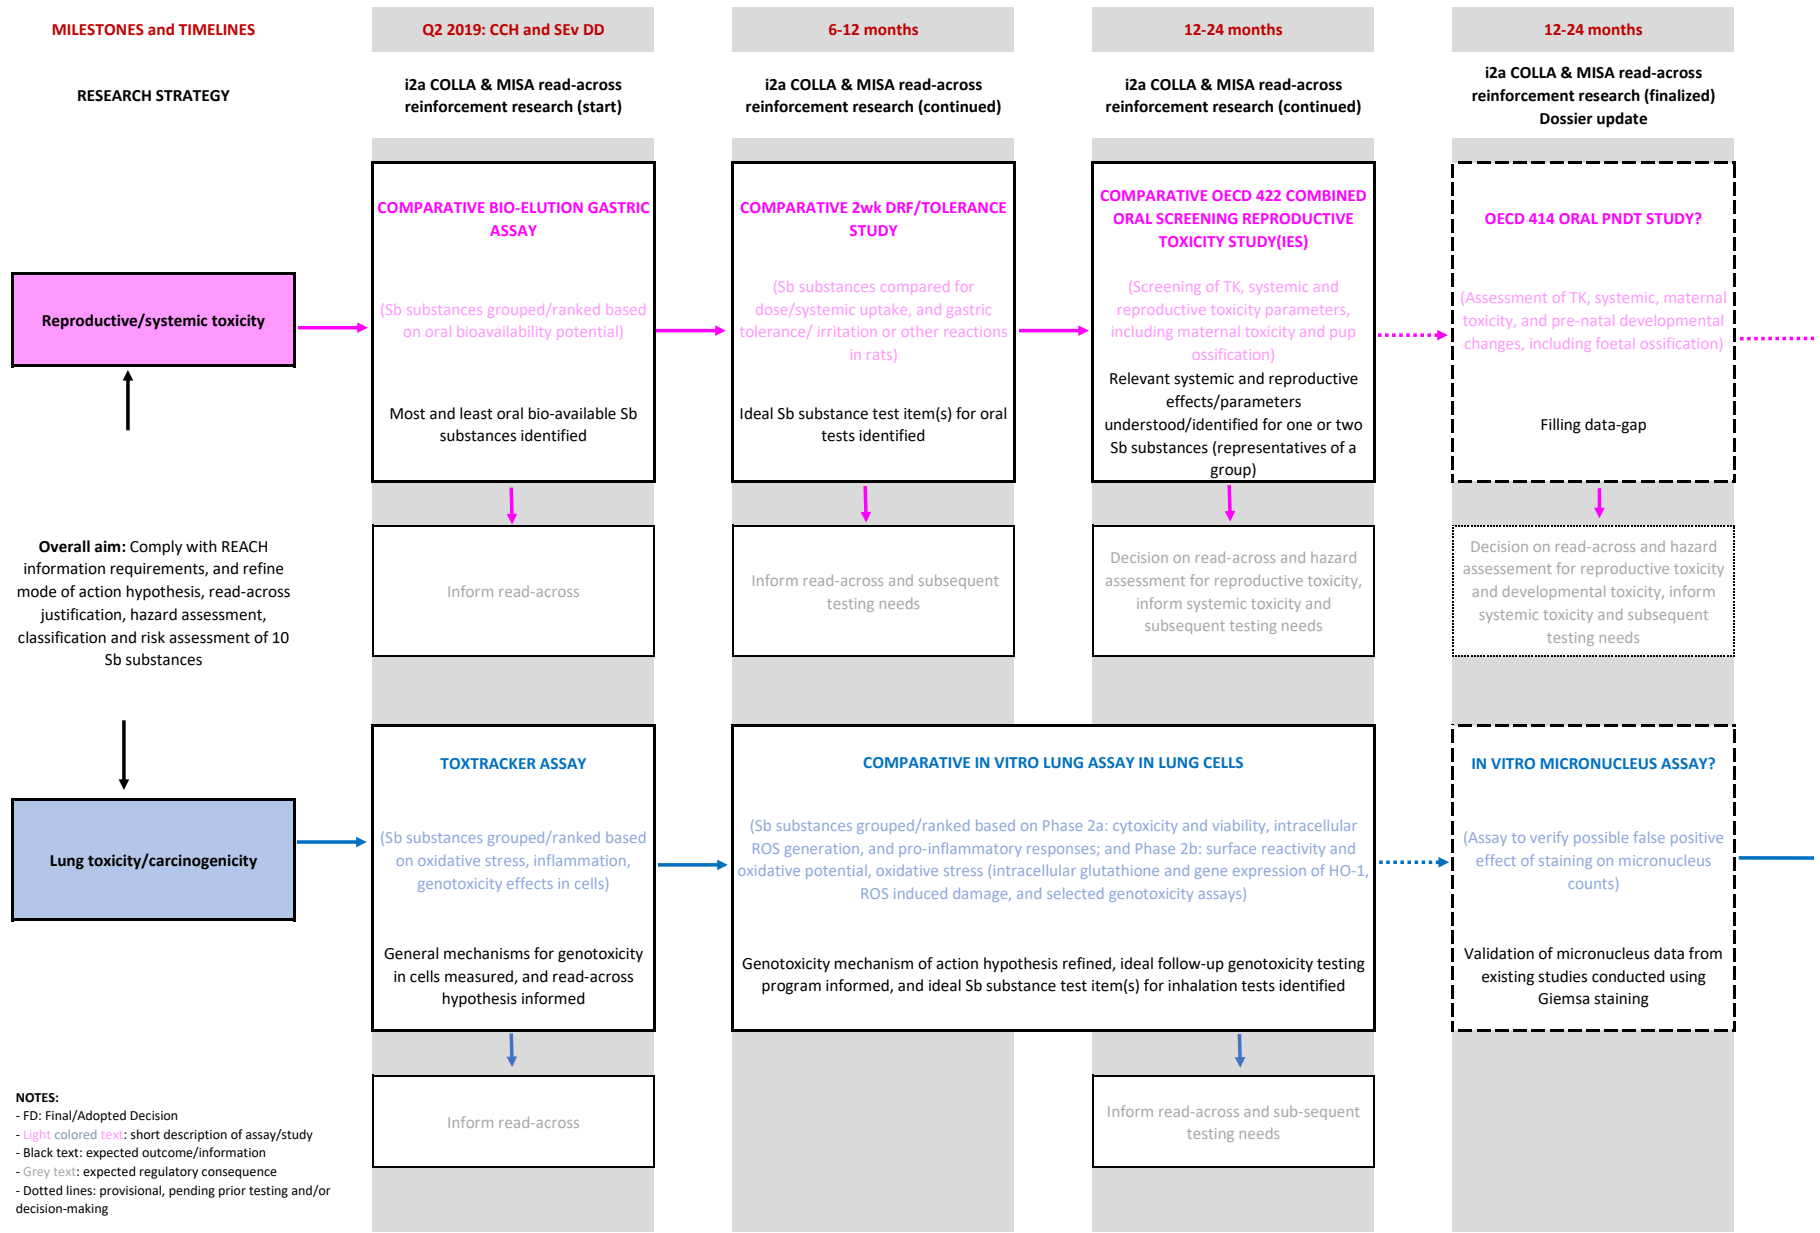 MILESTONES and TIMELINES
Q2 2019: CCH and SEv DD
6-12 months
12-24 months
12-24 months
RESEARCH STRATEGY
i2a COLLA & MISA read-across
reinforcement research (start)
i2a COLLA & MISA read-across
reinforcement research (continued)
i2a COLLA & MISA read-across
reinforcement research (continued)
i2a COLLA & MISA read-across
reinforcement research (finalized)
Dossier update
Reproductive/systemic toxicity
COMPARATIVE BIO-ELUTION GASTRIC
ASSAY
(Sb substances grouped/ranked based
on oral bioavailability potential)
Most and least oral bio-available Sb
substances identified
COMPARATIVE 2wk DRF/TOLERANCE
STUDY
(Sb substances compared for
dose/systemic uptake, and gastric
tolerance/ irritation or other reactions
in rats)
Ideal Sb substance test item(s) for oral
tests identified
COMPARATIVE OECD 422 COMBINED
ORAL SCREENING REPRODUCTIVE
TOXICITY STUDY(IES)
(Screening of TK, systemic and
reproductive toxicity parameters,
including maternal toxicity and pup
ossification)
Relevant systemic and reproductive
effects/parameters
understood/identified for one or two
Sb substances (representatives of a
group)
OECD 414 ORAL PNDT STUDY?
(Assessment of TK, systemic, maternal
toxicity, and pre-natal developmental
changes, including foetal ossification)
Filling data-gap
Overall aim: Comply with REACH
information requirements, and refine
mode of action hypothesis, read-across
justification, hazard assessment,
classification and risk assessment of 10
Sb substances
Inform read-across
Inform read-across and subsequent
testing needs
Decision on read-across and hazard
assessment for reproductive toxicity,
inform systemic toxicity and
subsequent testing needs
Decision on read-across and hazard
assessement for reproductive toxicity
and developmental toxicity, inform
systemic toxicity and subsequent
testing needs
Lung toxicity/carcinogenicity
TOXTRACKER ASSAY
(Sb substances grouped/ranked based
on oxidative stress, inflammation,
genotoxicity effects in cells)
General mechanisms for genotoxicity
in cells measured, and read-across
hypothesis informed
COMPARATIVE IN VITRO LUNG ASSAY IN LUNG CELLS
(Sb substances grouped/ranked based on Phase 2a: cytoxicity and viability, intracellular
ROS generation, and pro-inflammatory responses; and Phase 2b: surface reactivity and
oxidative potential, oxidative stress (intracellular glutathione and gene expression of HO-1,
ROS induced damage, and selected genotoxicity assays)
Genotoxicity mechanism of action hypothesis refined, ideal follow-up genotoxicity testing
program informed, and ideal Sb substance test item(s) for inhalation tests identified
IN VITRO MICRONUCLEUS ASSAY?
(Assay to verify possible false positive
effect of staining on micronucleus
counts)
Validation of micronucleus data from
existing studies conducted using
Giemsa staining
Inform read-across
Inform read-across and sub-sequent
testing needs
NOTES:
- FD: Final/Adopted Decision
- Light colored text: short description of assay/study
- Black text: expected outcome/information
- Grey text: expected regulatory consequence
- Dotted lines: provisional, pending prior testing and/or
decision-making